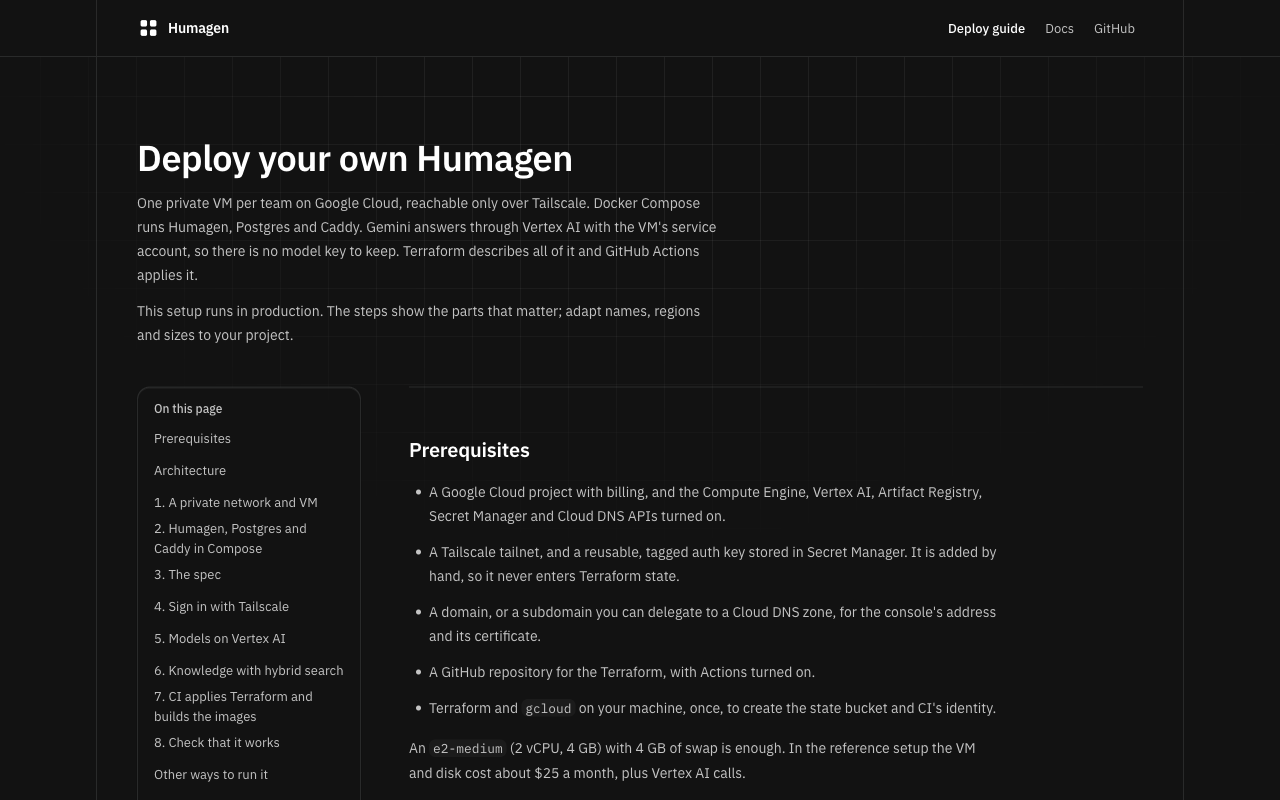 Humagen
Deploy guide
Docs
GitHub
Deploy your own Humagen
One private VM per team on Google Cloud, reachable only over Tailscale. Docker Compose
runs Humagen, Postgres and Caddy. Gemini answers through Vertex AI with the VM's service
account, so there is no model key to keep. Terraform describes all of it and GitHub Actions
applies it.
This setup runs in production. The steps show the parts that matter; adapt names, regions
and sizes to your project.
On this page
Prerequisites
Architecture
1. A private network and VM
2. Humagen, Postgres and
Caddy in Compose
3. The spec
4. Sign in with Tailscale
5. Models on Vertex AI
6. Knowledge with hybrid search
7. CI applies Terraform and
builds the images
8. Check that it works
Other ways to run it
Prerequisites
• A Google Cloud project with billing, and the Compute Engine, Vertex AI, Artifact Registry,
Secret Manager and Cloud DNS APIs turned on.
• A Tailscale tailnet, and a reusable, tagged auth key stored in Secret Manager. It is added by
hand, so it never enters Terraform state.
• A domain, or a subdomain you can delegate to a Cloud DNS zone, for the console's address
and its certificate.
• A GitHub repository for the Terraform, with Actions turned on.
• Terraform and gcloud on your machine, once, to create the state bucket and CI's identity.
An e2-medium (2 vCPU, 4 GB) with 4 GB of swap is enough. In the reference setup the VM
and disk cost about $25 a month, plus Vertex AI calls.